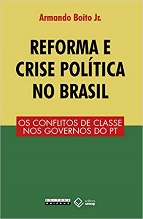 Armando Boito Jr.
REFORMA E
CRISE POLÍTICA
NO BRASIL
OS CONFLITOS DE CLASSE
NOS GOVERNOS DO PT